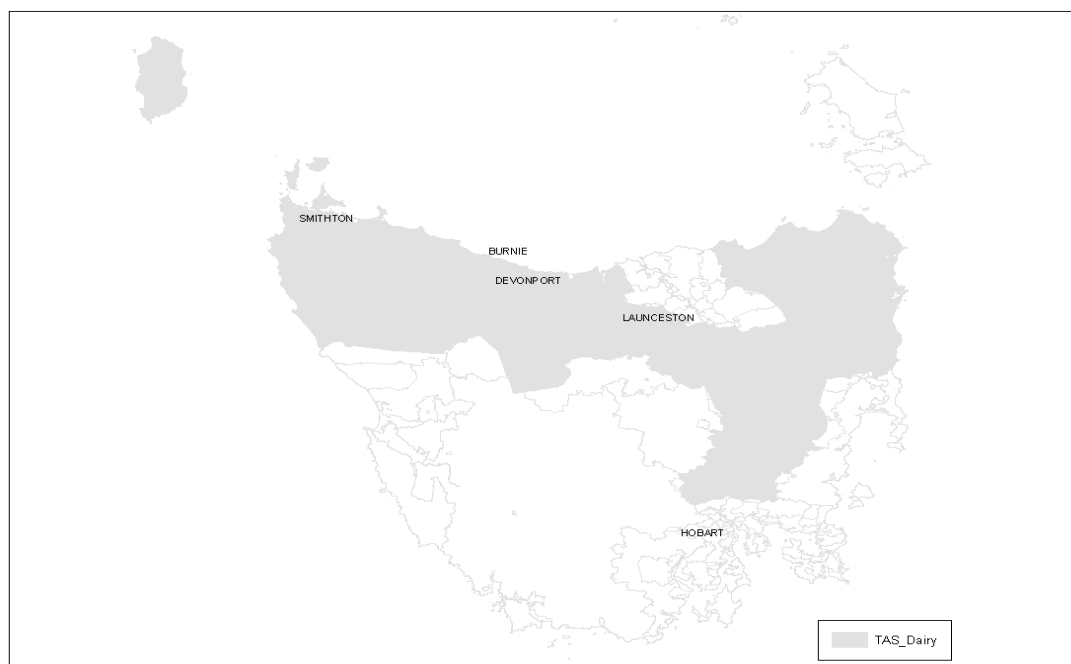 SMITHTON
BURNIE
DEVONPORT
LAUNCESTON
HOBART
TAS_Dairy